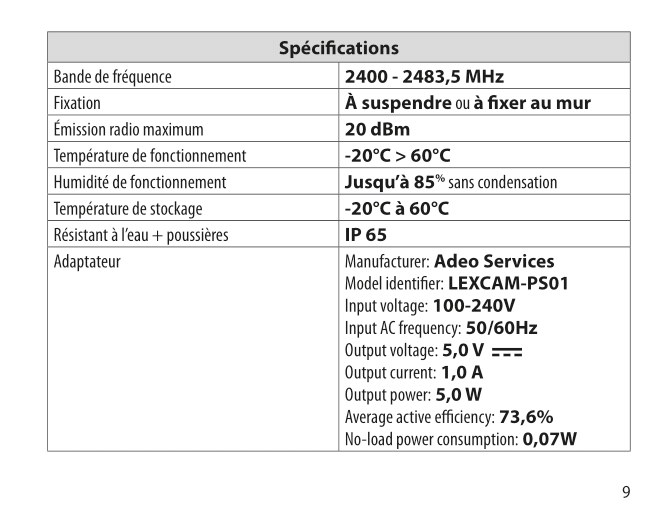 Spécifications
Bande de fréquence 2400 - 2483,5 MHz
Fixation À suspendre ou à fixer au mur
Émission radio maximum 20 dBm
Température de fonctionnement -20°C > 60°C
Humidité de fonctionnement Jusqu’à 85% sans condensation
Température de stockage -20°C à 60°C
Résistant à l’eau + poussières IP 65
Adaptateur Manufacturer: Adeo Services
Model identifier: LEXCAM-PS01
Input voltage: 100-240V
Input AC frequency: 50/60Hz
Output voltage: 5,0 V
Output current: 1,0 A
Output power: 5,0 W
Average active efficiency: 73,6%
No-load power consumption: 0,07W
9